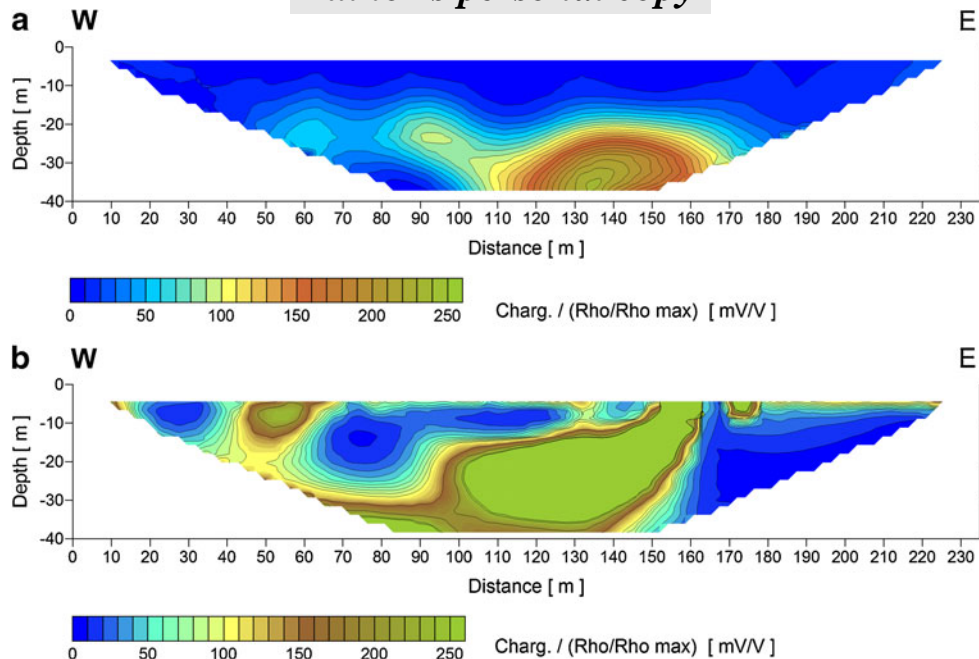 personal copy
a W E
0
-10
-20
-30
-40
Depth [ m ]
0 10 20 30 40 50 60 70 80 90 100 110 120 130 140 150 160 170 180 190 200 210 220 230
Distance [ m ]
0 50 100 150 200 250
Charg. / (Rho/Rho max) [ mV/V ]
b W E
0
-10
-20
-30
-40
Depth [ m ]
0 10 20 30 40 50 60 70 80 90 100 110 120 130 140 150 160 170 180 190 200 210 220 230
Distance [ m ]
0 50 100 150 200 250
Charg. / (Rho/Rho max) [ mV/V ]